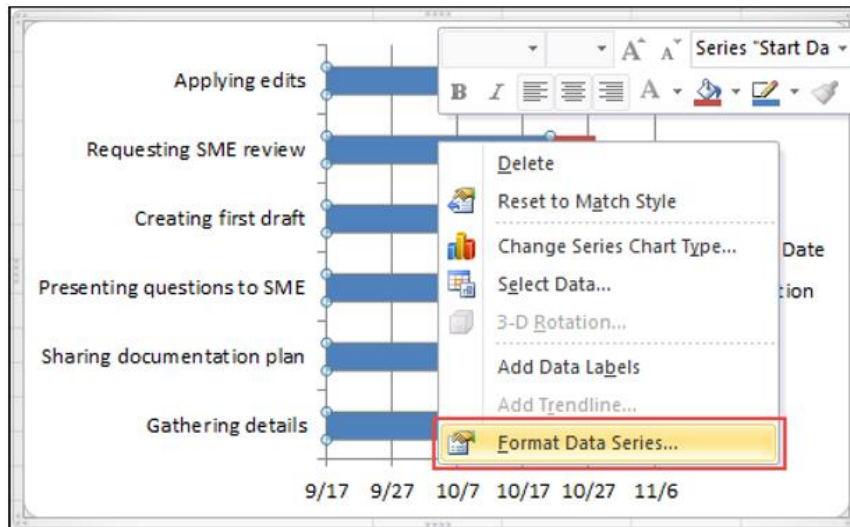 Series "Start Da
A A
B I A
Applying edits
Requesting SME review
Creating first draft
Presenting questions to SME
Sharing documentation plan
Gathering details
Delete
Reset to Match Style
Change Series Chart Type...
Select Data...
3-D Rotation...
Add Data Labels
Add Trendline...
Format Data Series...
Date
tion
9/17 9/27 10/7 10/17 10/27 11/6